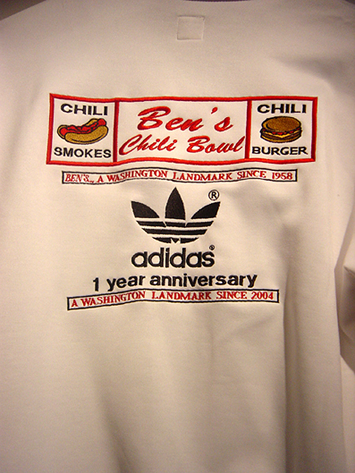 CHILI
SMOKES
Ben's
Chili Bowl
CHILI
BURGER
BEN'S., A WASHINGTON LANDMARK SINCE 1958
®
adidas®
1 year anniversary
A WASHINGTON LANDMARK SINCE 2004